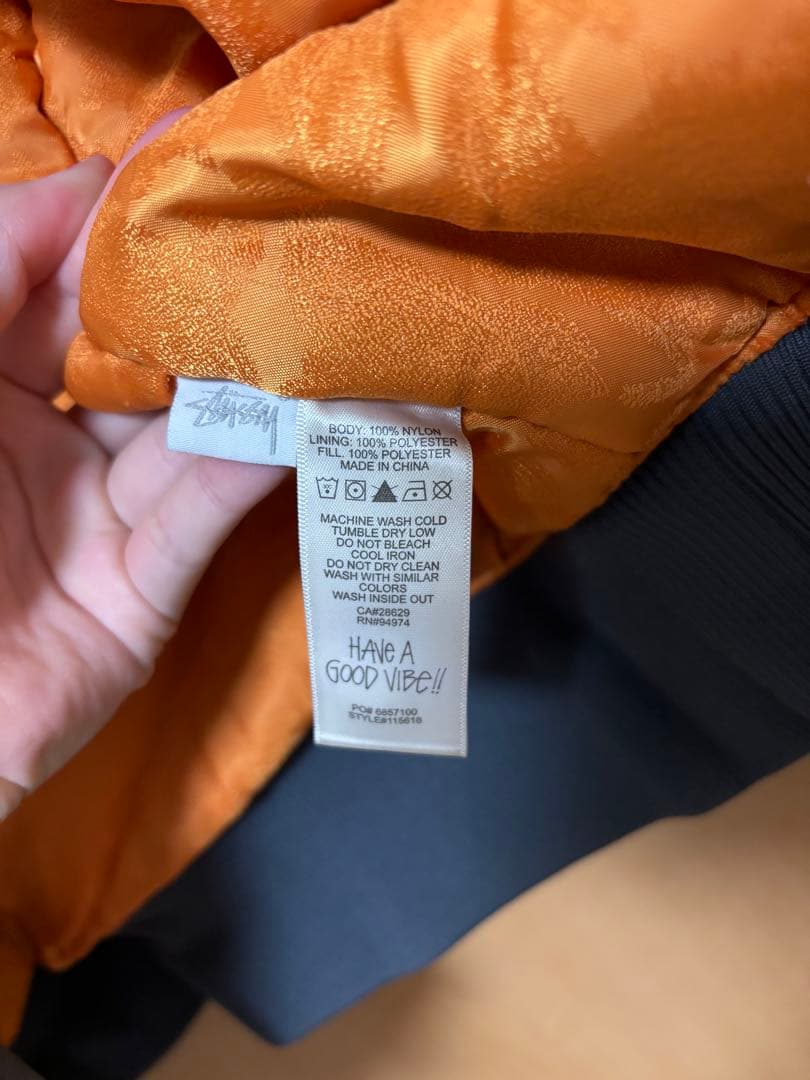 Stüssy
BODY: 100% NYLON
LINING: 100% POLYESTER
FILL. 100% POLYESTER
MADE IN CHINA
MACHINE WASH COLD
TUMBLE DRY LOW
DO NOT BLEACH
COOL IRON
DO NOT DRY CLEAN
WASH WITH SIMILAR
COLORS
WASH INSIDE OUT
CA#28629
RN#94974
HAVE A
GOOD VIBE!!
PO# 6857100
STYLE#115618